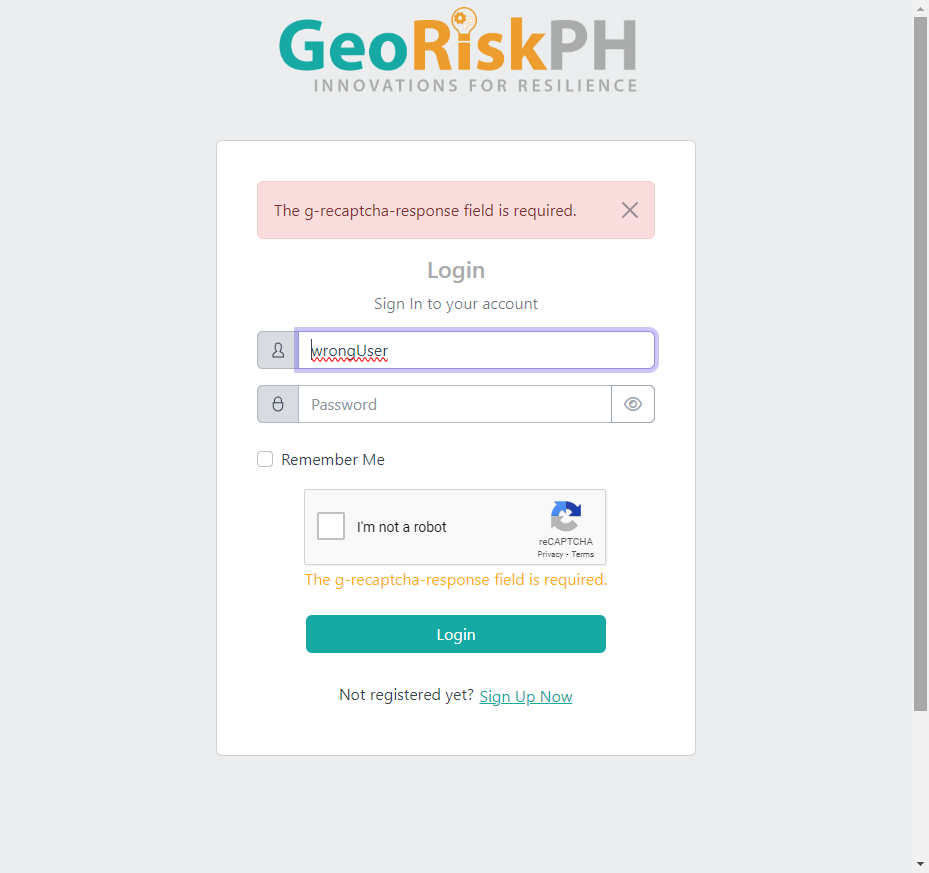 GeoRiskPH
INNOVATIONS FOR RESILIENCE
The g-recaptcha-response field is required.
Login
Sign In to your account
wrongUser
Password
Remember Me
I'm not a robot
reCAPTCHA
Privacy - Terms
The g-recaptcha-response field is required.
Login
Not registered yet? Sign Up Now